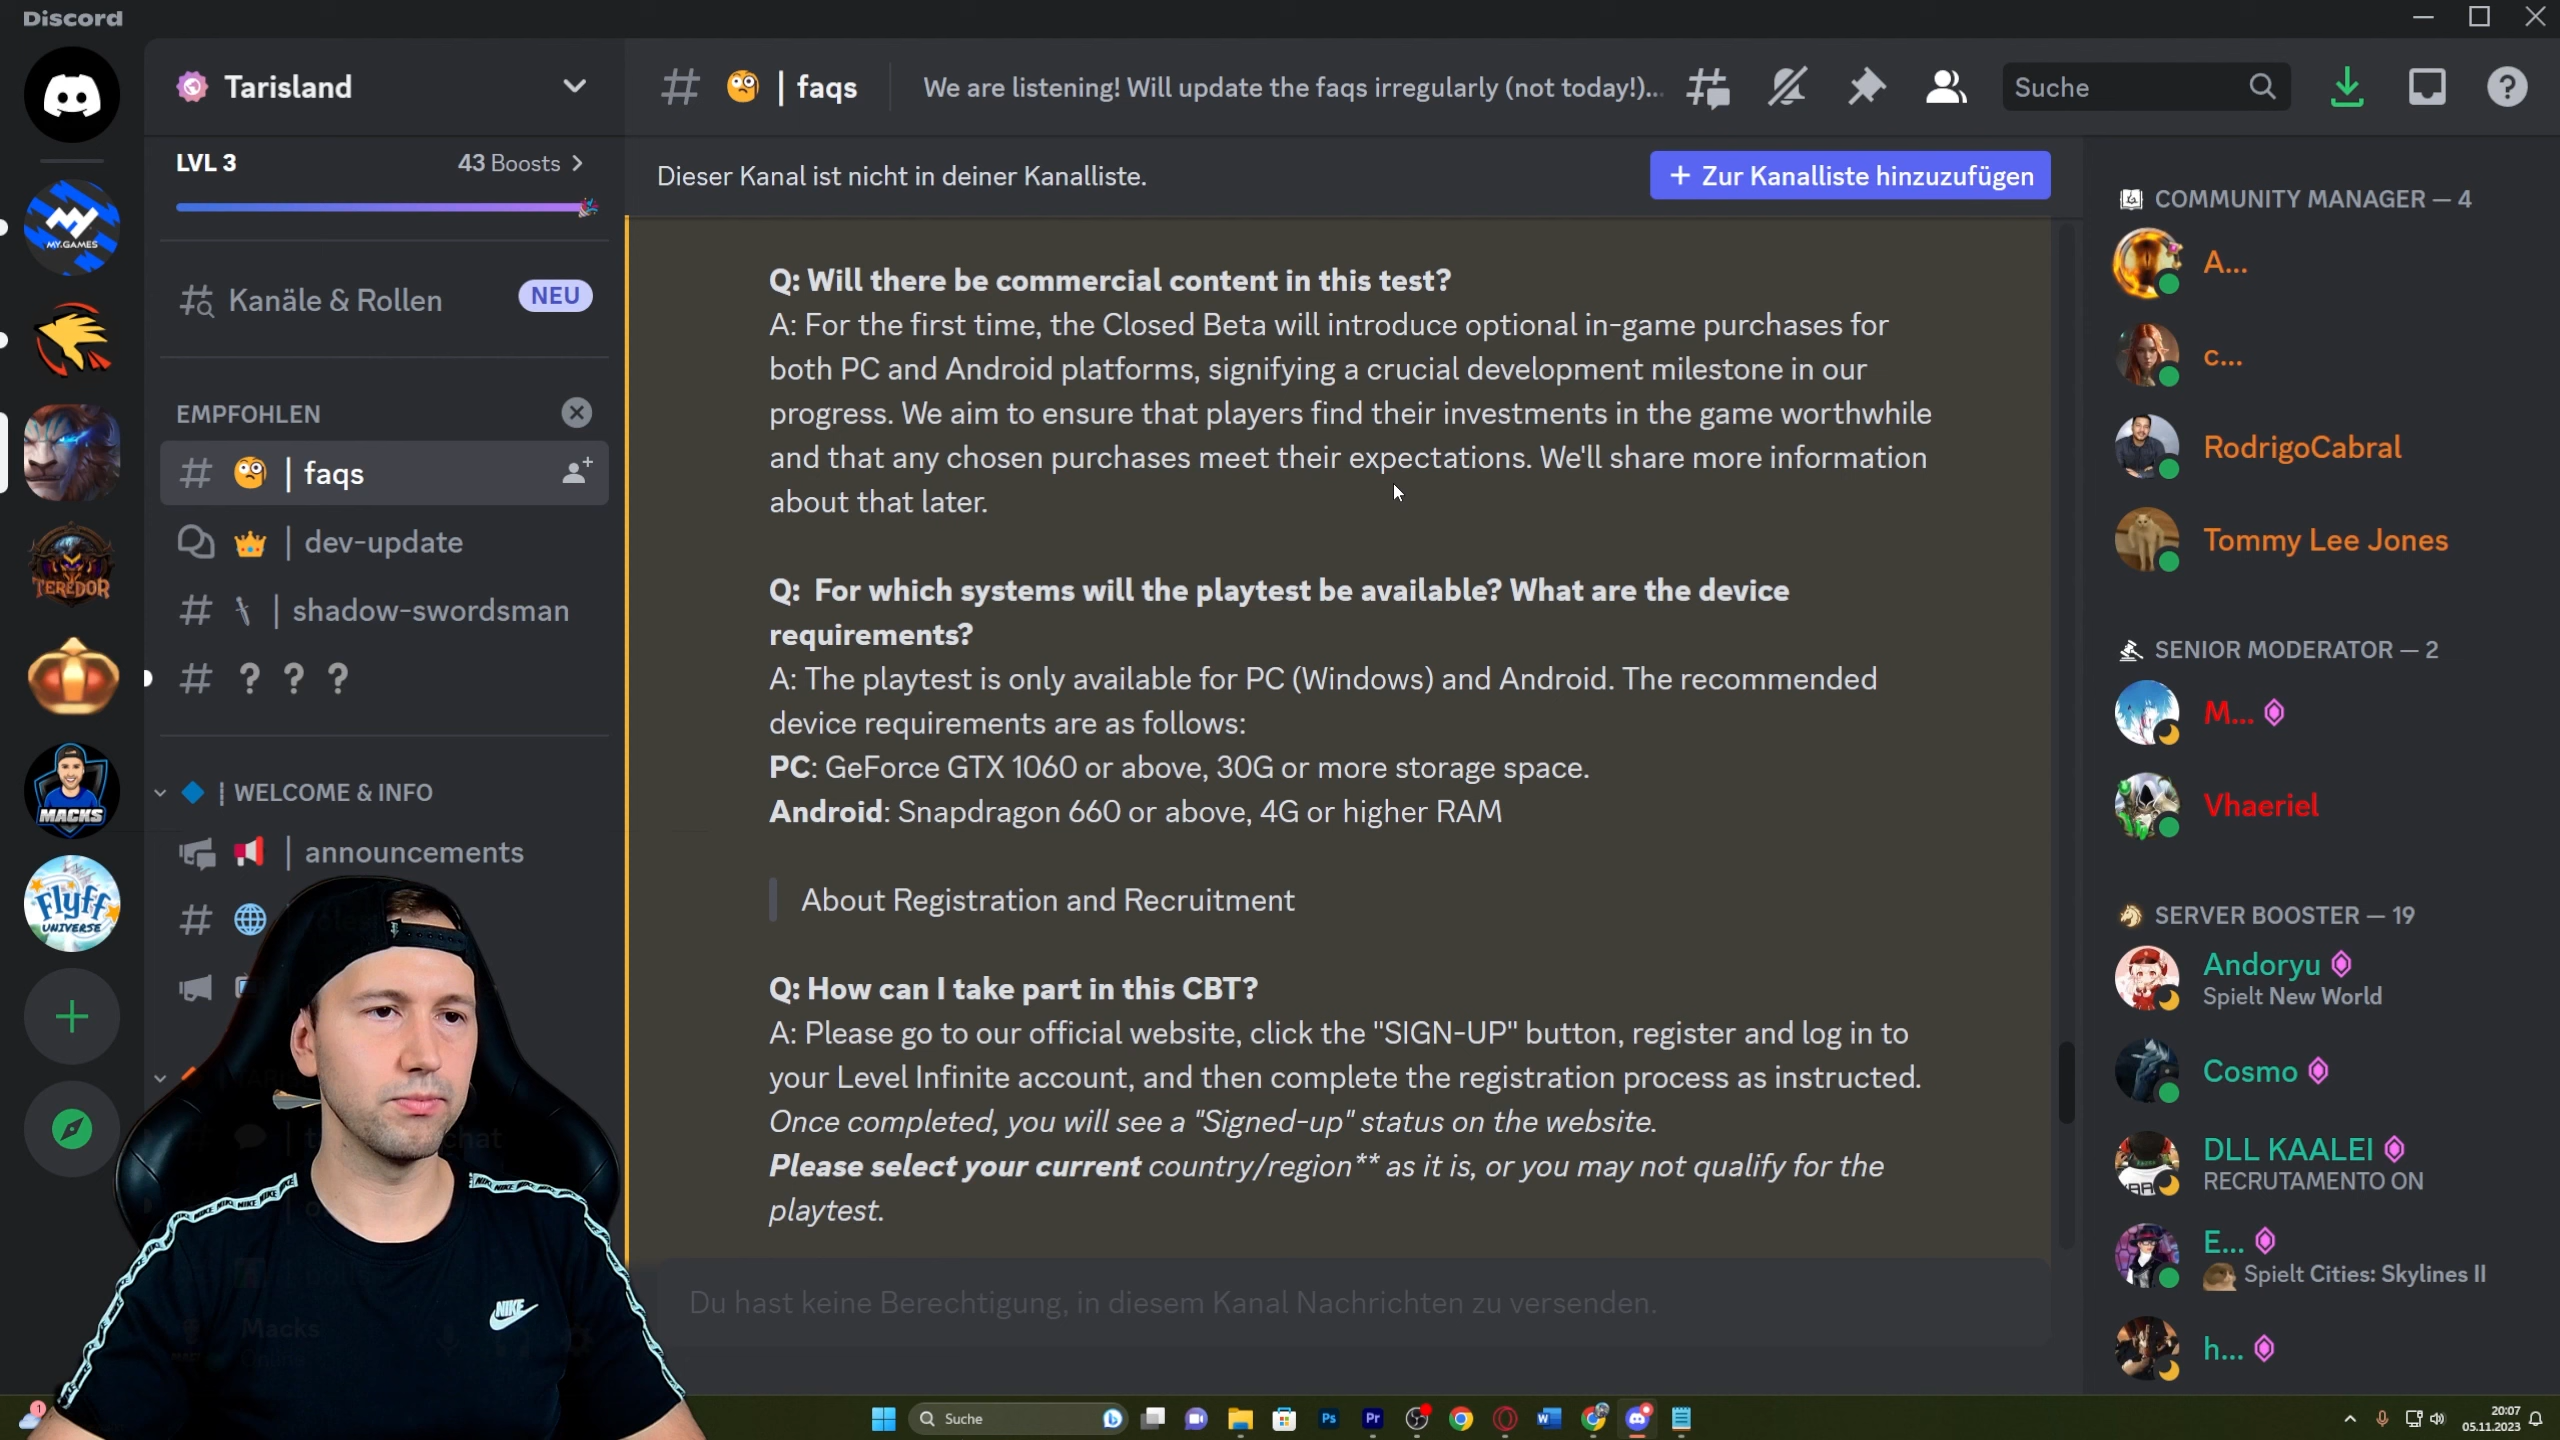 Discord
Tarisland
LVL 3
43 Boosts
Kanäle & Rollen
NEU
EMPFOHLEN
faqs
dev-update
shadow-swordsman
? ? ?
WELCOME & INFO
announcements
chat
Macks
Online
MY.GAMES
TEREDOR
MACKS
Flyff
UNIVERSE
| faqs
We are listening! Will update the faqs irregularly (not today!)...
Suche
Dieser Kanal ist nicht in deiner Kanalliste.
+ Zur Kanalliste hinzuzufügen
Q: Will there be commercial content in this test?
A: For the first time, the Closed Beta will introduce optional in-game purchases for
both PC and Android platforms, signifying a crucial development milestone in our
progress. We aim to ensure that players find their investments in the game worthwhile
and that any chosen purchases meet their expectations. We'll share more information
about that later.
Q: For which systems will the playtest be available? What are the device
requirements?
A: The playtest is only available for PC (Windows) and Android. The recommended
device requirements are as follows:
PC: GeForce GTX 1060 or above, 30G or more storage space.
Android: Snapdragon 660 or above, 4G or higher RAM
About Registration and Recruitment
Q: How can I take part in this CBT?
A: Please go to our official website, click the "SIGN-UP" button, register and log in to
your Level Infinite account, and then complete the registration process as instructed.
Once completed, you will see a "Signed-up" status on the website.
Please select your current country/region** as it is, or you may not qualify for the
playtest.
Du hast keine Berechtigung, in diesem Kanal Nachrichten zu versenden.
COMMUNITY MANAGER — 4
A...
c...
RodrigoCabral
Tommy Lee Jones
SENIOR MODERATOR — 2
M...
Vhaeriel
SERVER BOOSTER — 19
Andoryu
Spielt New World
Cosmo
DLL KAALEI
RECRUTAMENTO ON
E...
Spielt Cities: Skylines II
h...
NIKE
1
Suche
Ps
Pr
W
20:07
05.11.2023